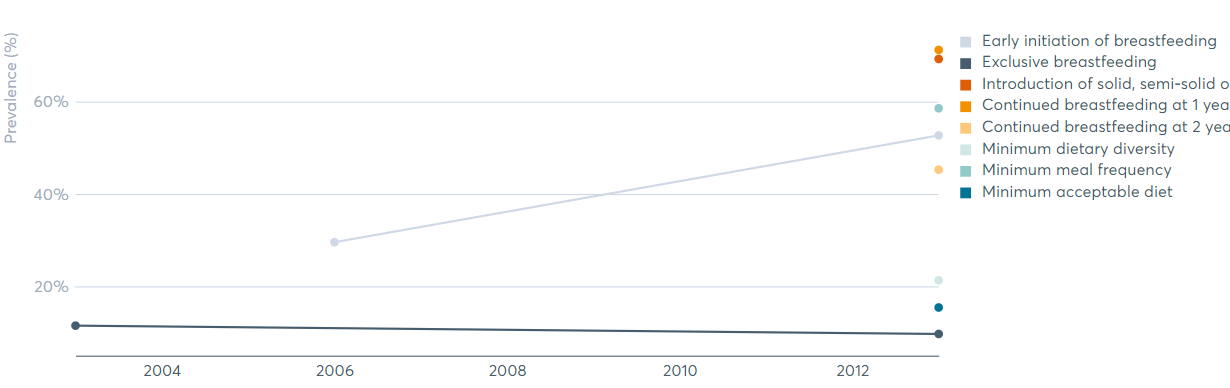 Prevalence (%)
60%
40%
20%
2004 2006 2008 2010 2012
Early initiation of breastfeeding
Exclusive breastfeeding
Introduction of solid, semi-solid o
Continued breastfeeding at 1 yea
Continued breastfeeding at 2 yea
Minimum dietary diversity
Minimum meal frequency
Minimum acceptable diet